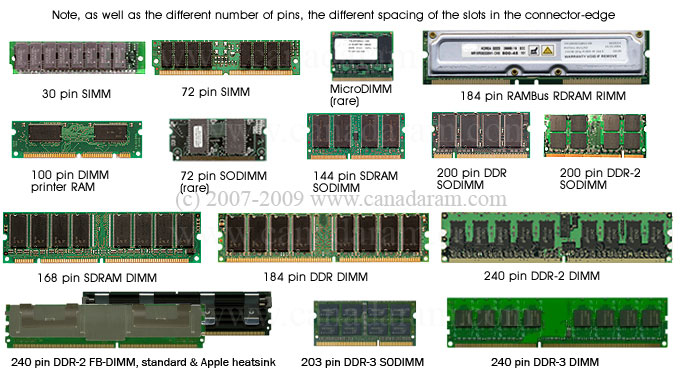 Note, as well as the different number of pins, the different spacing of the slots in the connector-edge
30 pin SIMM
72 pin SIMM
MicroDIMM
(rare)
184 pin RAMBus RDRAM RIMM
100 pin DIMM
printer RAM
72 pin SODIMM
(rare)
144 pin SDRAM
SODIMM
200 pin DDR
SODIMM
200 pin DDR-2
SODIMM
(c) 2007-2009 www.canadaram.com
168 pin SDRAM DIMM
184 pin DDR DIMM
240 pin DDR-2 DIMM
240 pin DDR-2 FB-DIMM, standard & Apple heatsink
203 pin DDR-3 SODIMM
240 pin DDR-3 DIMM